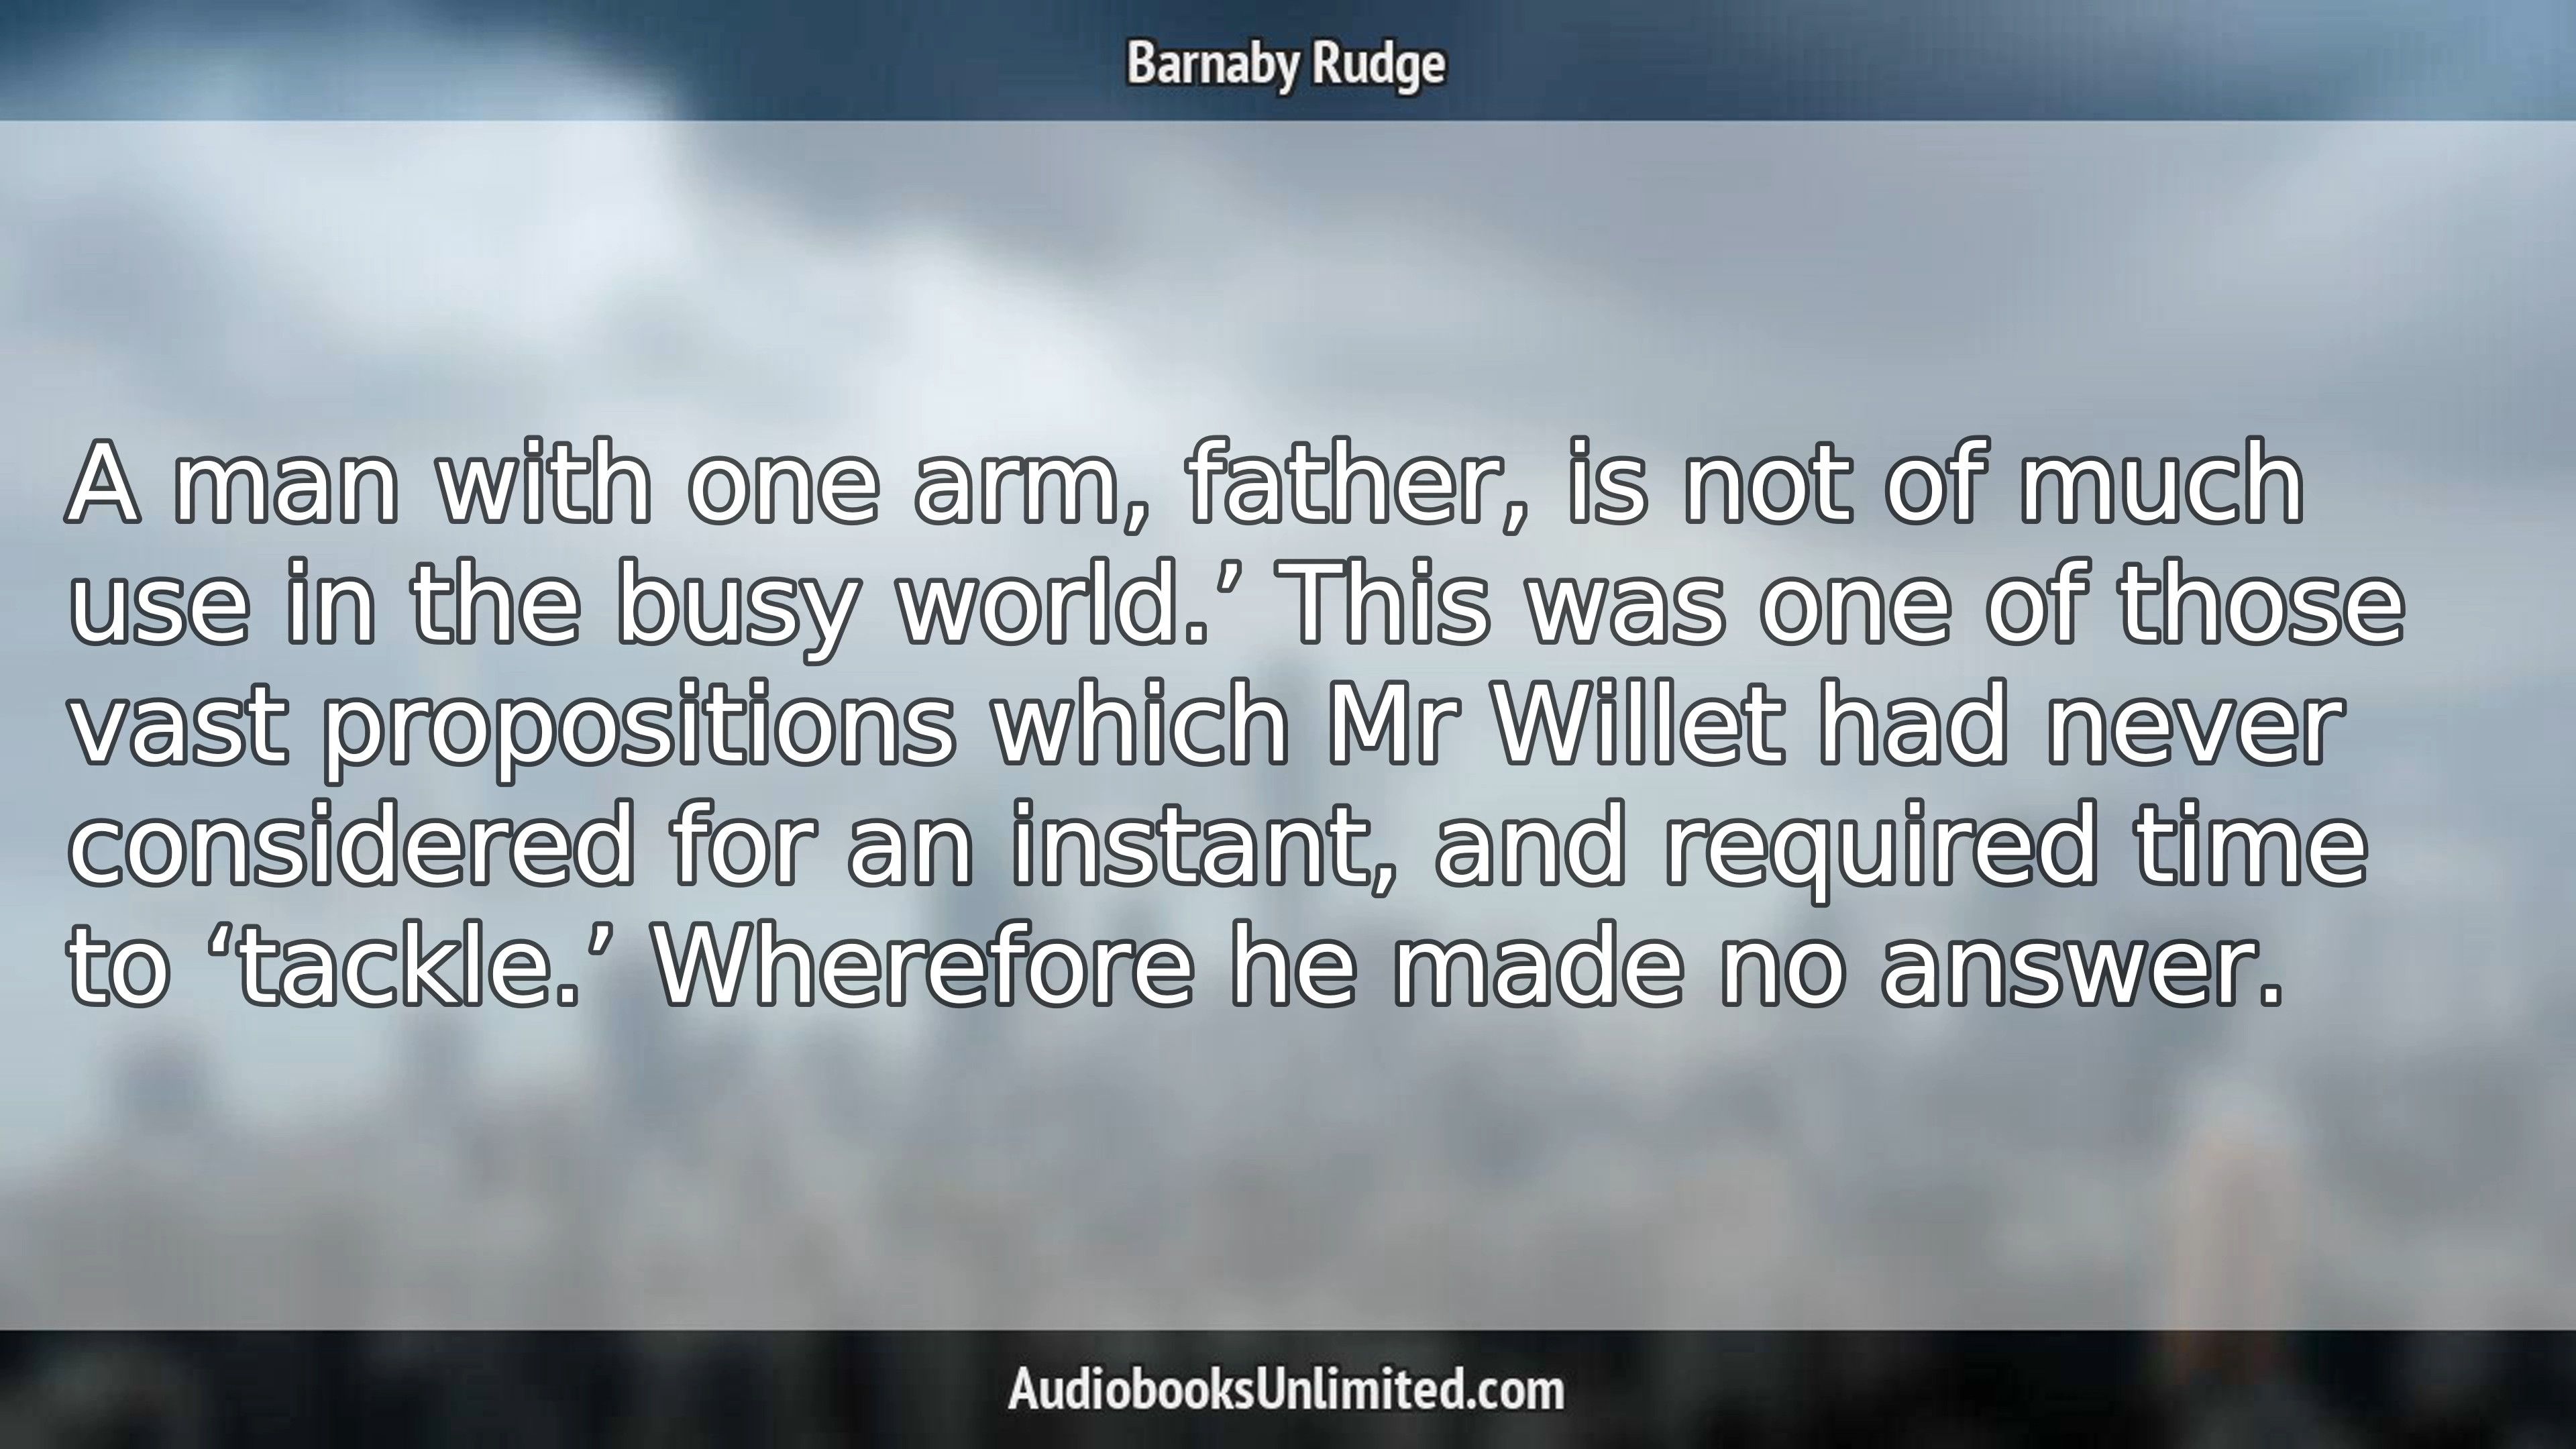 Barnaby Rudge
A man with one arm, father, is not of much
use in the busy world.’ This was one of those
vast propositions which Mr Willet had never
considered for an instant, and required time
to ‘tackle.’ Wherefore he made no answer.
AudiobooksUnlimited.com